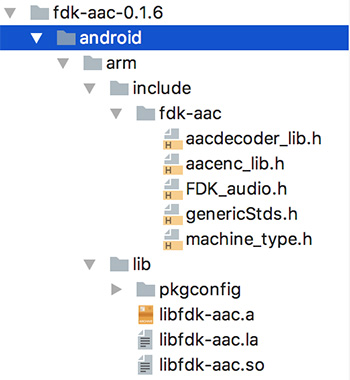 fdk-aac-0.1.6
android
arm
include
fdk-aac
aacdecoder_lib.h
aacenc_lib.h
FDK_audio.h
genericStds.h
machine_type.h
lib
pkgconfig
libfdk-aac.a
libfdk-aac.la
libfdk-aac.so